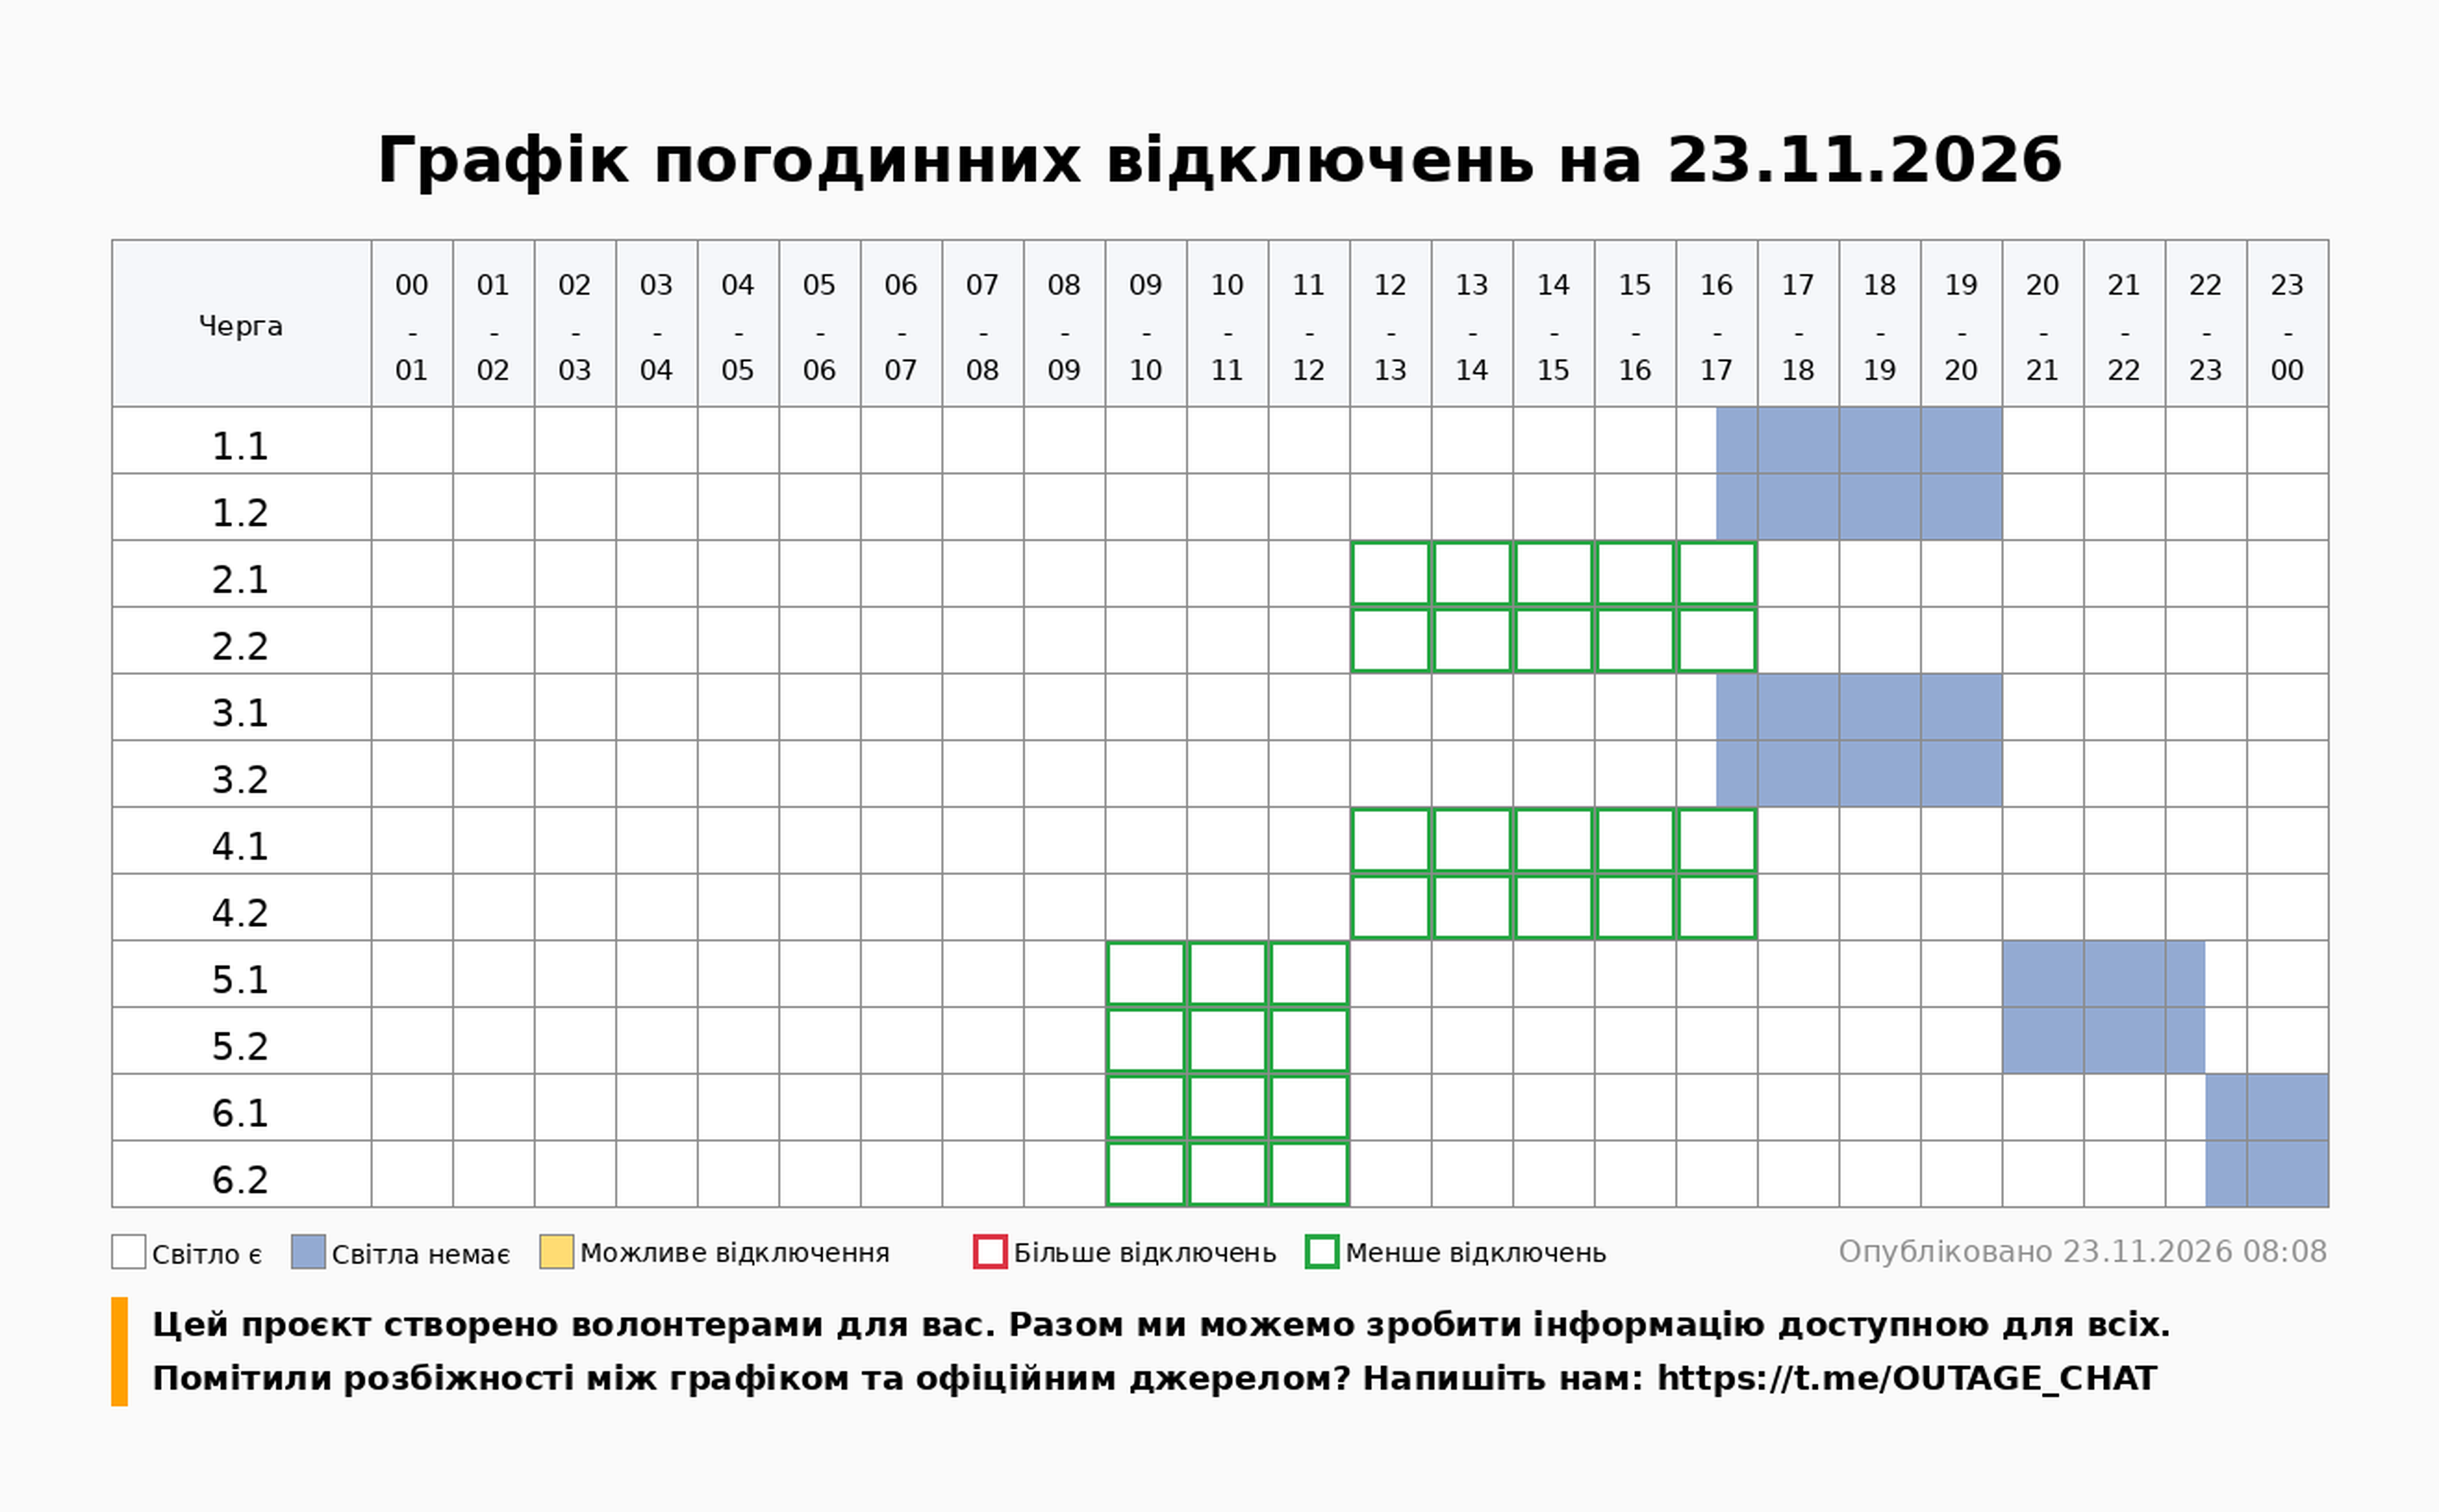 Графік погодинних відключень на 23.11.2026
Черга 00 - 01 01 - 02 02 - 03 03 - 04 04 - 05 05 - 06 06 - 07 07 - 08 08 - 09 09 - 10 10 - 11 11 - 12 12 - 13 13 - 14 14 - 15 15 - 16 16 - 17 17 - 18 18 - 19 19 - 20 20 - 21 21 - 22 22 - 23 23 - 00
1.1
1.2
2.1
2.2
3.1
3.2
4.1
4.2
5.1
5.2
6.1
6.2
Світло є Світла немає Можливе відключення Більше відключень Менше відключень Опубліковано 23.11.2026 08:08
Цей проєкт створено волонтерами для вас. Разом ми можемо зробити інформацію доступною для всіх.
Помітили розбіжності між графіком та офіційним джерелом? Напишіть нам: https://t.me/OUTAGE_CHAT